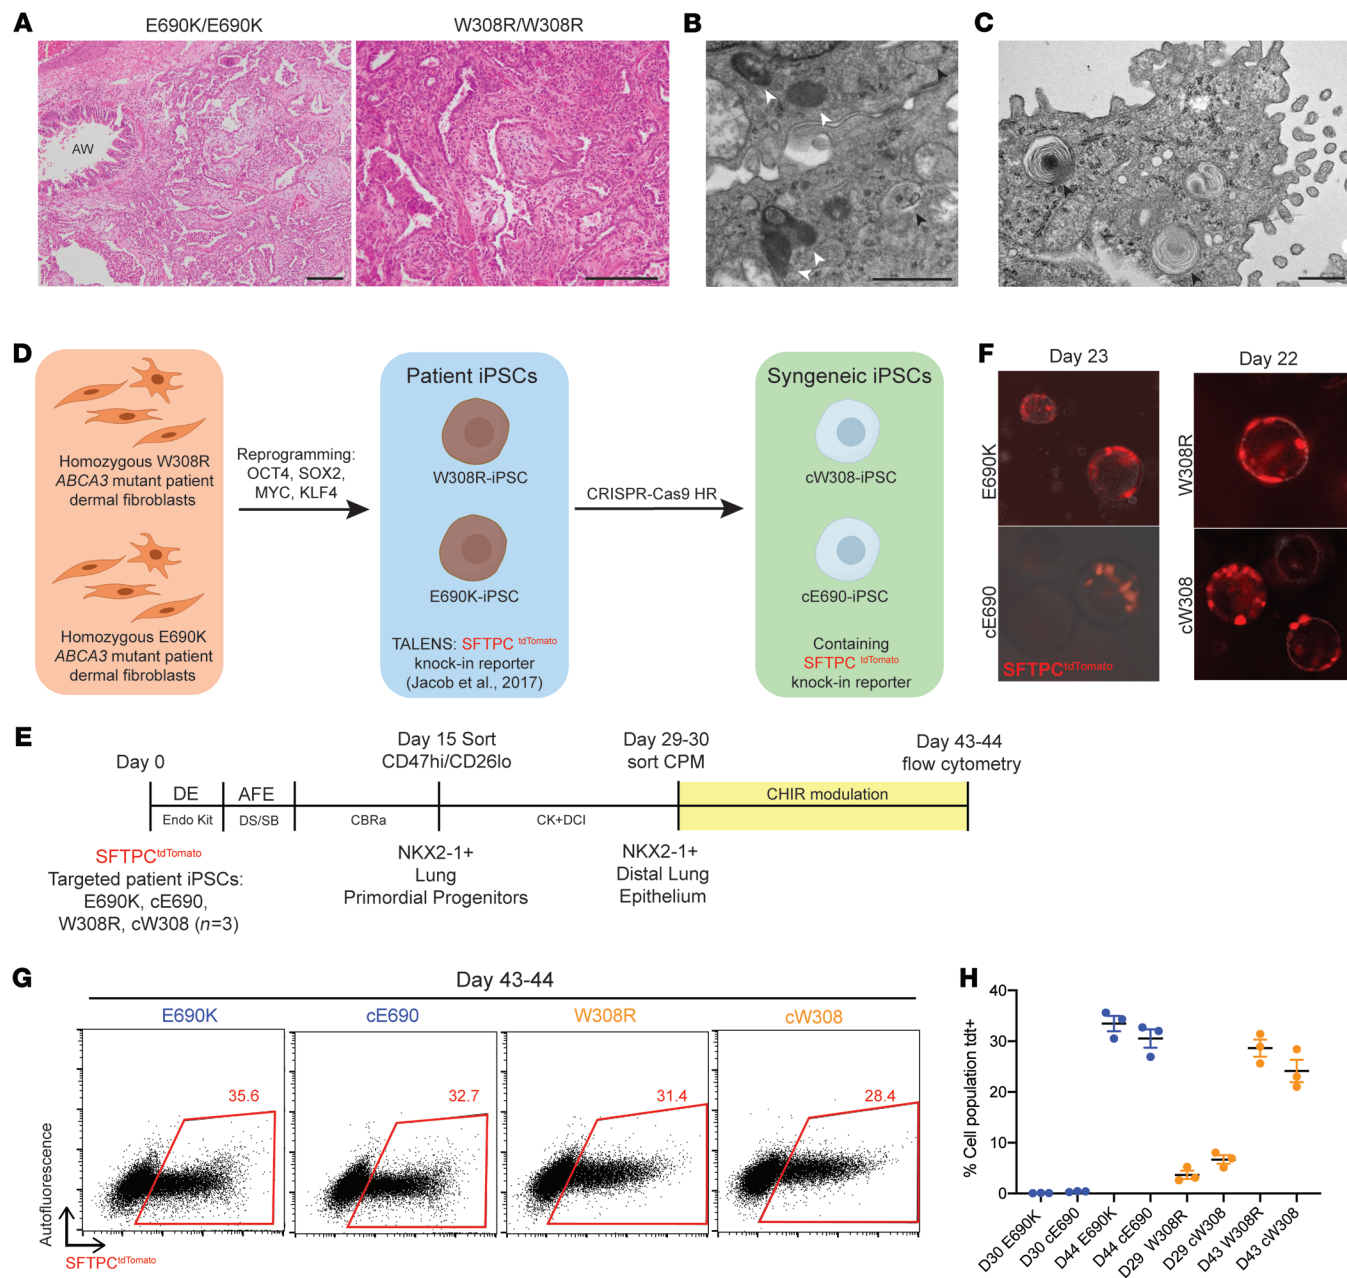 A
E690K/E690K
W308R/W308R
AW
B
C
D
Homozygous W308R
ABCA3 mutant patient
dermal fibroblasts
Homozygous E690K
ABCA3 mutant patient
dermal fibroblasts
Reprogramming:
OCT4, SOX2,
MYC, KLF4
Patient iPSCs
W308R-iPSC
E690K-iPSC
TALENS: SFTPC tdTomato
knock-in reporter
(Jacob et al., 2017)
CRISPR-Cas9 HR
Syngeneic iPSCs
cW308-iPSC
cE690-iPSC
Containing
SFTPC tdTomato
knock-in reporter
F
Day 23
Day 22
E690K
cE690
W308R
cW308
SFTPCtdTomato
E
Day 0
Day 15 Sort
CD47hi/CD26lo
Day 29-30
sort CPM
Day 43-44
flow cytometry
DE
AFE
CHIR modulation
Endo Kit
DS/SB
CBRa
CK+DCI
SFTPCtdTomato
Targeted patient iPSCs:
E690K, cE690,
W308R, cW308 (n=3)
NKX2-1+
Lung
Primordial Progenitors
NKX2-1+
Distal Lung
Epithelium
G
Day 43-44
E690K
cE690
W308R
cW308
35.6
32.7
31.4
28.4
Autofluorescence
SFTPCtdTomato
H
% Cell population tdt+
40
30
20
10
0
D30 E690K
D30 cE690
D44 E690K
D44 cE690
D29 W308R
D29 cW308
D43 W308R
D43 cW308